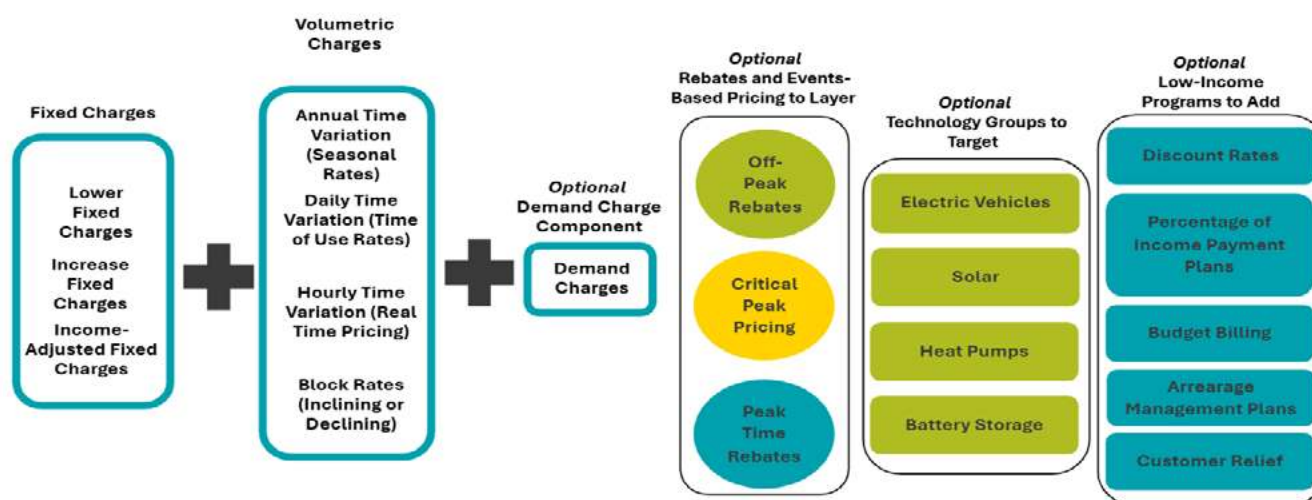 Fixed Charges
Lower
Fixed
Charges
Increase
Fixed
Charges
Income-
Adjusted Fixed
Charges
Volumetric
Charges
Annual Time
Variation
(Seasonal
Rates)
Daily Time
Variation (Time
of Use Rates)
Hourly Time
Variation (Real
Time Pricing)
Block Rates
(Inclining or
Declining)
Optional
Demand Charge
Component
Demand
Charges
Optional
Rebates and Events-
Based Pricing to Layer
Off-
Peak
Rebates
Critical
Peak
Pricing
Peak
Time
Rebates
Optional
Technology Groups to
Target
Electric Vehicles
Solar
Heat Pumps
Battery Storage
Optional
Low-Income
Programs to Add
Discount Rates
Percentage of
Income Payment
Plans
Budget Billing
Arrearage
Management Plans
Customer Relief